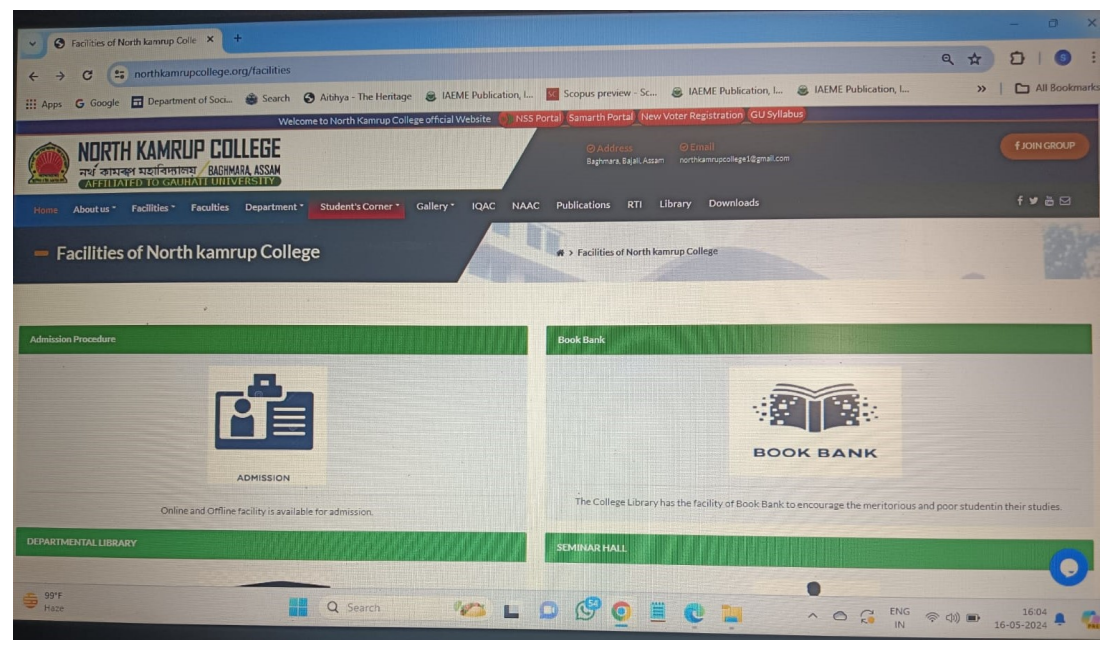 Facilities of North kamrup Colle
northkamrupcollege.org/facilities
Apps Google Department of Soci... Search Aitihya - The Heritage IAEME Publication, I... Scopus preview - Sc... IAEME Publication, I... IAEME Publication, I... » All Bookmarks
Welcome to North Kamrup College official Website NSS Portal Samarth Portal New Voter Registration GU Syllabus
NORTH KAMRUP COLLEGE
নৰ্থ কামৰূপ মহাবিদ্যালয় BAGHMARA, ASSAM
AFFILIATED TO GAUHATI UNIVERSITY
Address
Baghmara, Bajali, Assam
Email
northkamrupcollege1@gmail.com
JOIN GROUP
Home About us Facilities Faculties Department Student's Corner Gallery IQAC NAAC Publications RTI Library Downloads
Facilities of North kamrup College
> Facilities of North kamrup College
Admission Procedure
ADMISSION
Online and Offline facility is available for admission.
Book Bank
BOOK BANK
The College Library has the facility of Book Bank to encourage the meritorious and poor studentin their studies.
DEPARTMENTAL LIBRARY
SEMINAR HALL
99°F
Haze
Search
54
ENG
IN
16:04
16-05-2024